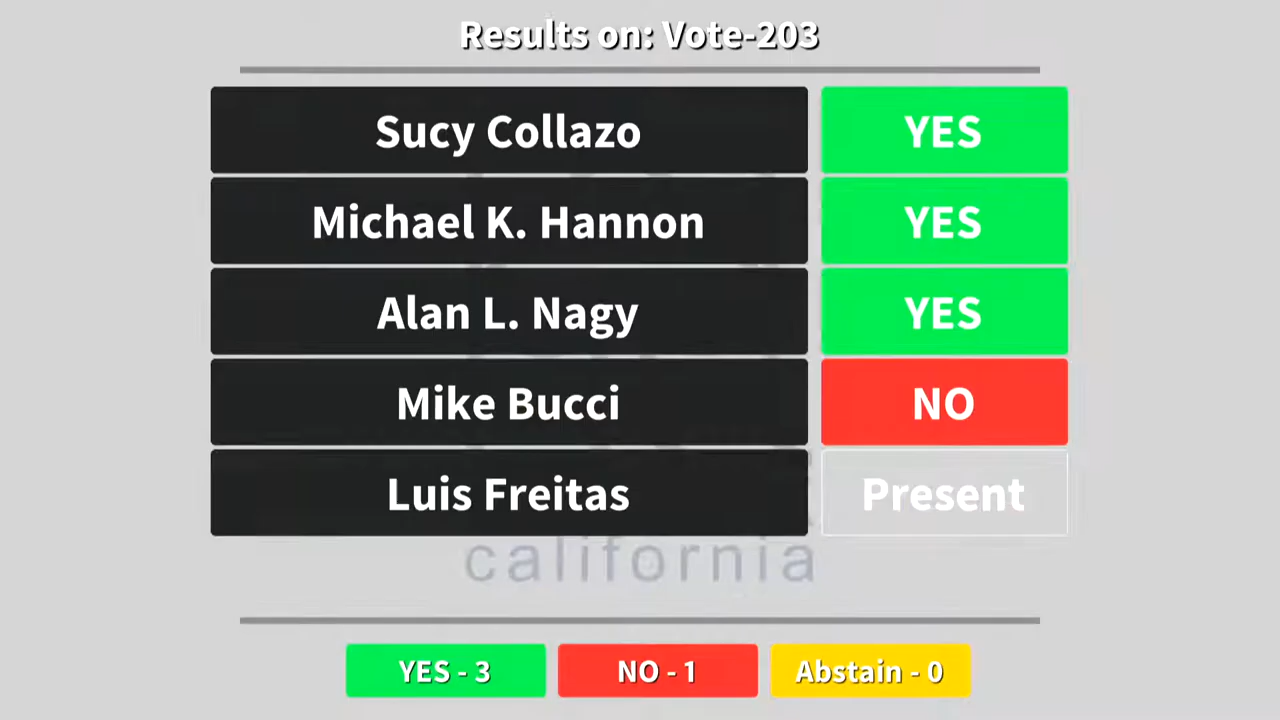 Results on: Vote-203
Sucy Collazo YES
Michael K. Hannon YES
Alan L. Nagy YES
Mike Bucci NO
Luis Freitas Present
california
YES - 3 NO - 1 Abstain - 0